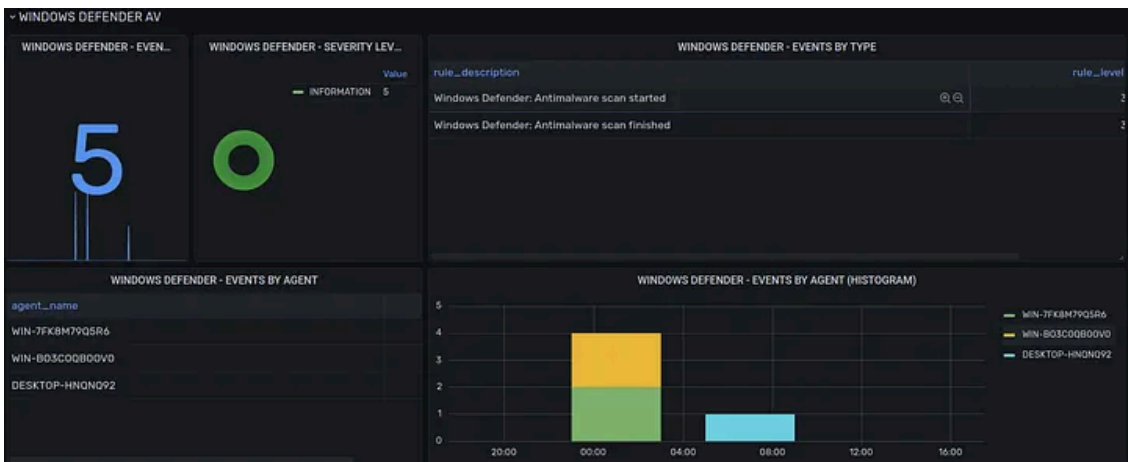 WINDOWS DEFENDER AV
WINDOWS DEFENDER - EVEN...
5
WINDOWS DEFENDER - SEVERITY LEV...
Value
INFORMATION 5
WINDOWS DEFENDER - EVENTS BY TYPE
rule_description rule_level
Windows Defender: Antimalware scan started
Windows Defender: Antimalware scan finished
WINDOWS DEFENDER - EVENTS BY AGENT
agent_name
WIN-7FK8M79Q5R6
WIN-B03C0QB00V0
DESKTOP-HNQNQ92
WINDOWS DEFENDER - EVENTS BY AGENT (HISTOGRAM)
5
4
3
2
1
0
20:00 00:00 04:00 08:00 12:00 16:00
WIN-7FK8M79Q5R6
WIN-B03C0QB00V0
DESKTOP-HNQNQ92